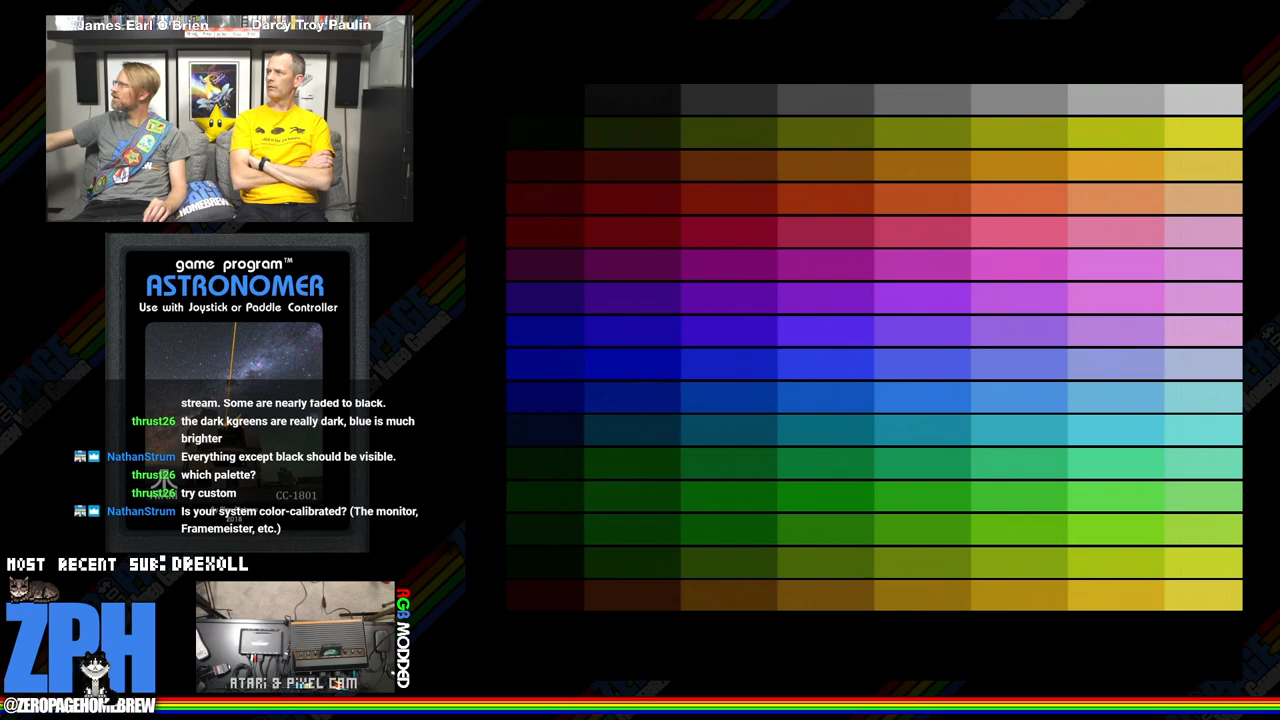 James Earl O'Brien
Darcy Troy Paulin
game program™
ASTRONOMER
Use with Joystick or Paddle Controller
stream. Some are nearly faded to black.
thrust26 the dark kgreens are really dark, blue is much
brighter
NathanStrum Everything except black should be visible.
thrust26 which palette?
thrust26 try custom
CC-1801
NathanStrum Is your system color-calibrated? (The monitor,
2018
Framemeister, etc.)
MOST RECENT SUB: DREXOLL
ZPH
@ZEROPAGEHOMEBREW
RGB MODDED
ATARI & PIXEL CAM